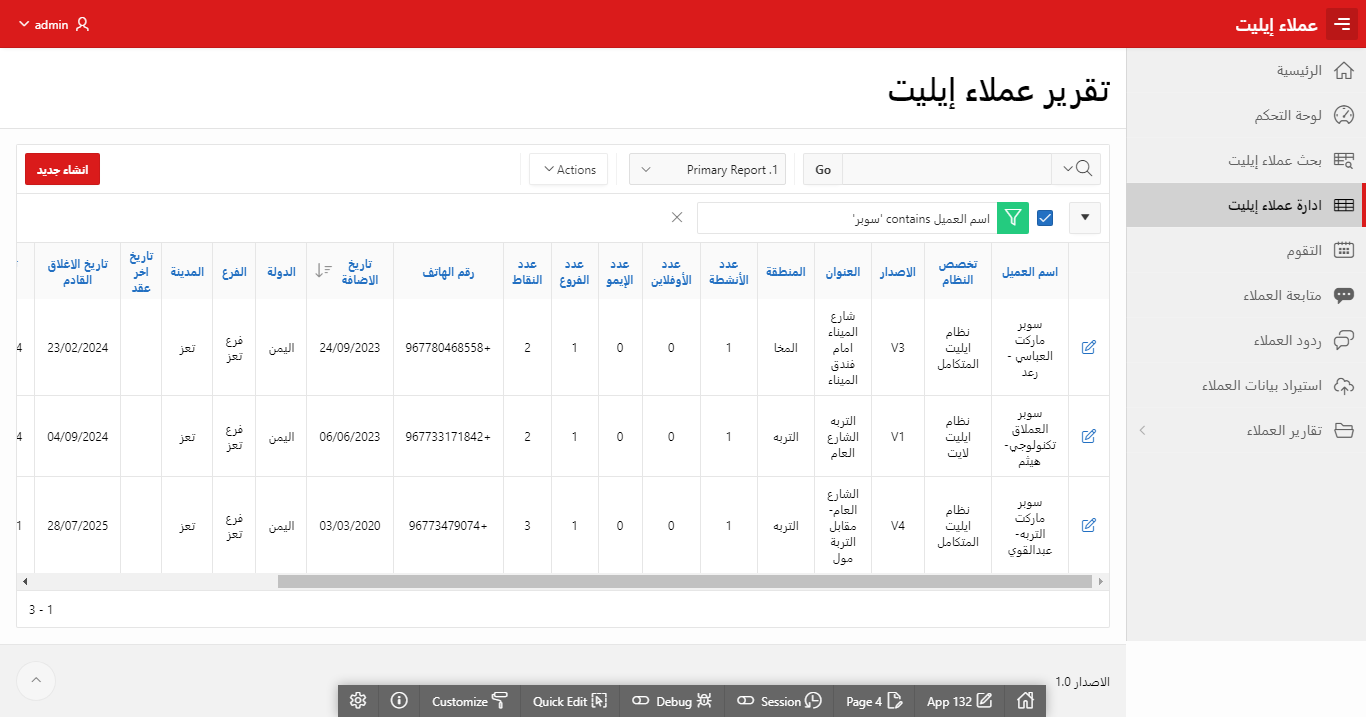 عملاء إيليت
admin
الرئيسية
لوحة التحكم
بحث عملاء إيليت
ادارة عملاء إيليت
التقوم
متابعة العملاء
ردود العملاء
استيراد بيانات العملاء
تقارير العملاء
تقرير عملاء إيليت
Go
1. Primary Report
Actions
انشاء جديد
اسم العميل contains 'سوبر'
اسم العميل
تخصص
النظام
الاصدار
العنوان
المنطقة
عدد
الأنشطة
عدد
الأوفلاين
عدد
الإيمو
عدد
الفروع
عدد
النقاط
رقم الهاتف
تاريخ
الاضافة
الدولة
الفرع
المدينة
تاريخ
اخر
عقد
تاريخ الاغلاق
القادم
سوبر
ماركت
العباسي -
رعد
نظام
ايليت
المتكامل
V3
شارع
الميناء
امام
فندق
الميناء
المخا
1
0
0
1
2
+967780468558
24/09/2023
اليمن
فرع
تعز
تعز
23/02/2024
4
سوبر
العملاق
تكنولوجي-
هيثم
نظام
ايليت
لايت
V1
التربه
الشارع
العام
التربه
1
0
0
1
2
+967733171842
06/06/2023
اليمن
فرع
تعز
تعز
04/09/2024
4
سوبر
ماركت
التربه-
عبدالقوي
نظام
ايليت
المتكامل
V4
الشارع
العام-
مقابل
التربة
مول
التربه
1
0
0
1
3
+96773479074
03/03/2020
اليمن
فرع
تعز
تعز
28/07/2025
1
1 - 3
الاصدار 1.0
App 132
Page 4
Session
Debug
Quick Edit
Customize